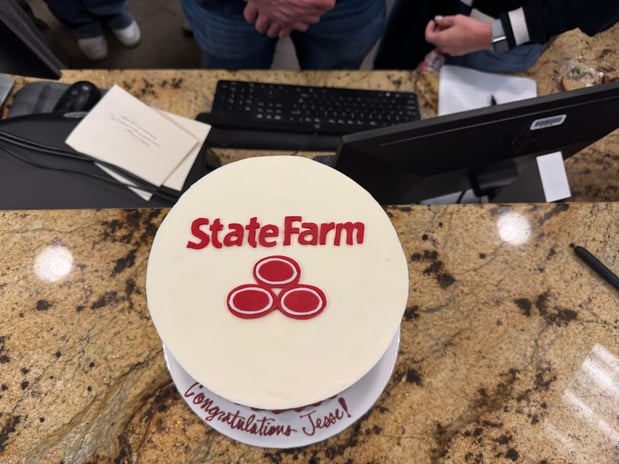 State Farm
Congratulations Jesse!